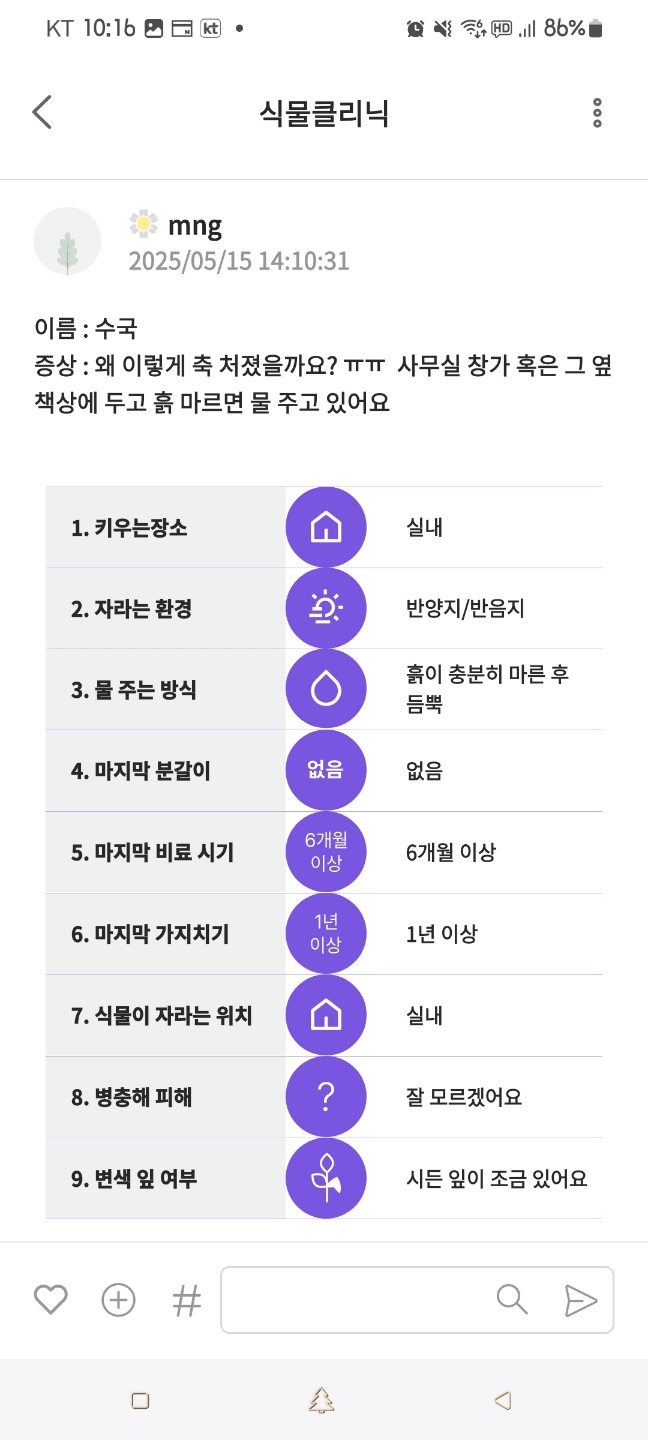 KT 10:16 kt HD 86%
식물클리닉
mng
2025/05/15 14:10:31
이름 : 수국
증상 : 왜 이렇게 축 처졌을까요? ㅠㅠ 사무실 창가 혹은 그 옆
책상에 두고 흙 마르면 물 주고 있어요
1. 키우는장소 실내
2. 자라는 환경 반양지/반음지
3. 물 주는 방식 흙이 충분히 마른 후
듬뿍
4. 마지막 분갈이 없음 없음
5. 마지막 비료 시기 6개월
이상 6개월 이상
6. 마지막 가지치기 1년
이상 1년 이상
7. 식물이 자라는 위치 실내
8. 병충해 피해 ? 잘 모르겠어요
9. 변색 잎 여부 시든 잎이 조금 있어요
#